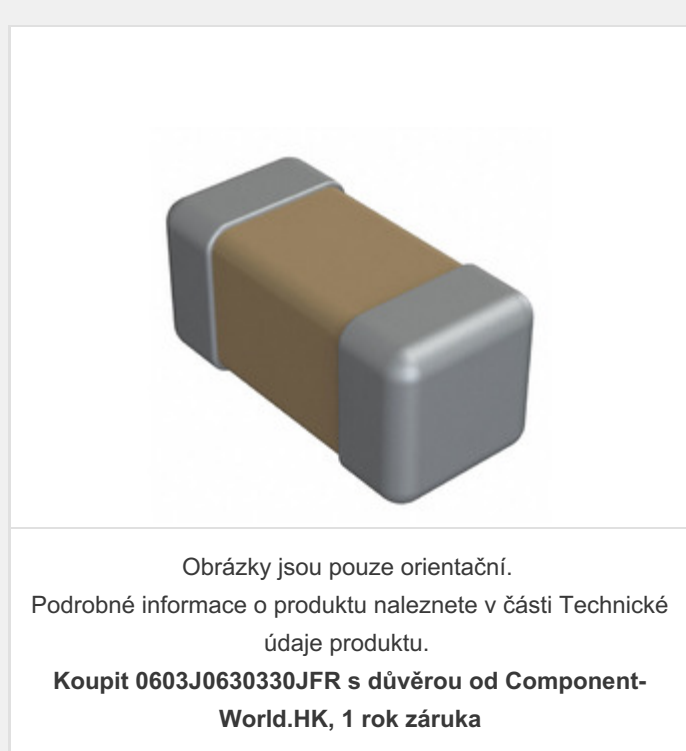 Obrázky jsou pouze orientační.
Podrobné informace o produktu naleznete v části Technické
údaje produktu.
Koupit 0603J0630330JFR s důvěrou od Component-
World.HK, 1 rok záruka